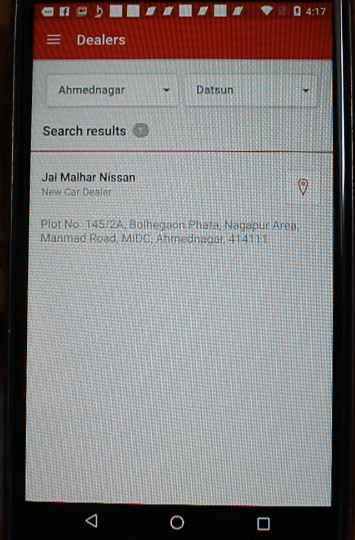 4:17
Dealers
Ahmednagar
Datsun
Search results
Jai Malhar Nissan
New Car Dealer
Plot No. 145/2A, Bolhegaon Phata, Nagapur Area,
Manmad Road, MIDC, Ahmednagar, 414111